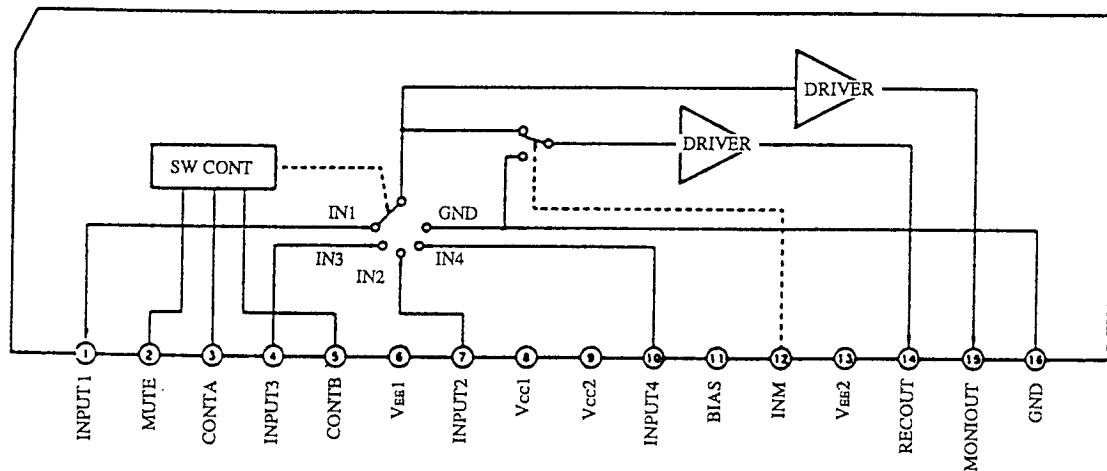 DRIVER
DRIVER
SW CONT
IN1
GND
IN3
IN2
IN4
1 2 3 4 5 6 7 8 9 10 11 12 13 14 15 16
INPUT1
MUTE
CONTA
INPUT3
CONTB
VEE1
INPUT2
VCC1
VCC2
INPUT4
BIAS
INM
VEE2
RECOUT
MONIOUT
GND